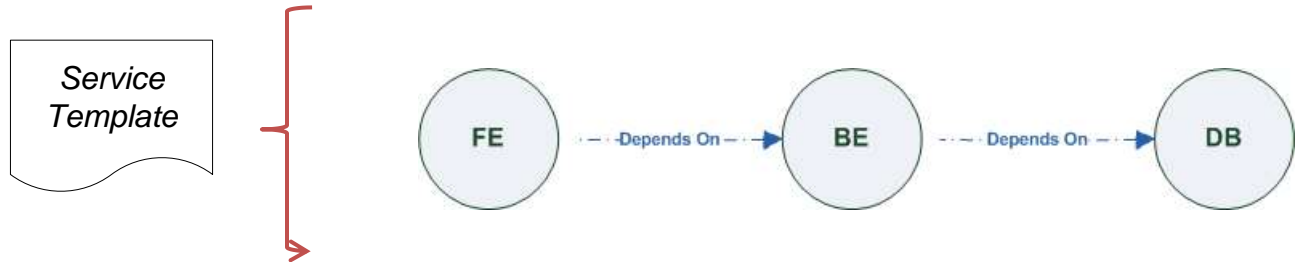 Service
Template
FE
Depends On
BE
Depends On
DB